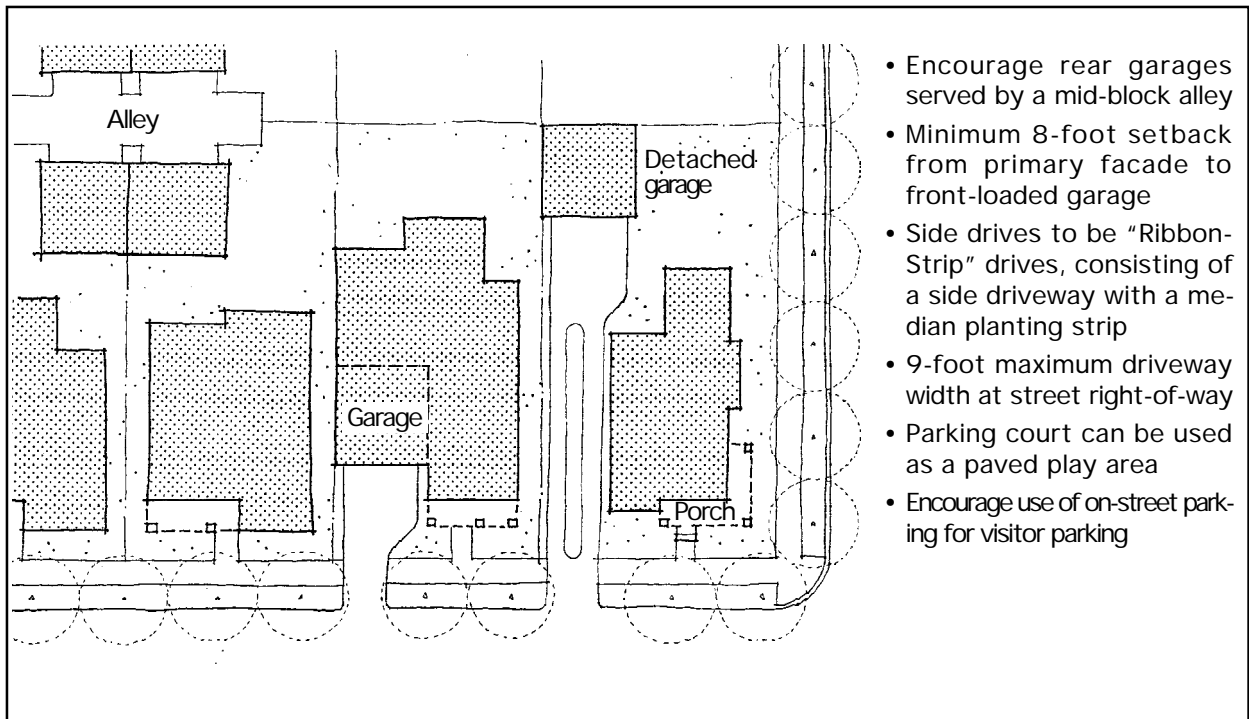 Alley
Detached
garage
Garage
Porch
• Encourage rear garages
served by a mid-block alley
• Minimum 8-foot setback
from primary facade to
front-loaded garage
• Side drives to be “Ribbon-
Strip” drives, consisting of
a side driveway with a me-
dian planting strip
• 9-foot maximum driveway
width at street right-of-way
• Parking court can be used
as a paved play area
• Encourage use of on-street park-
ing for visitor parking